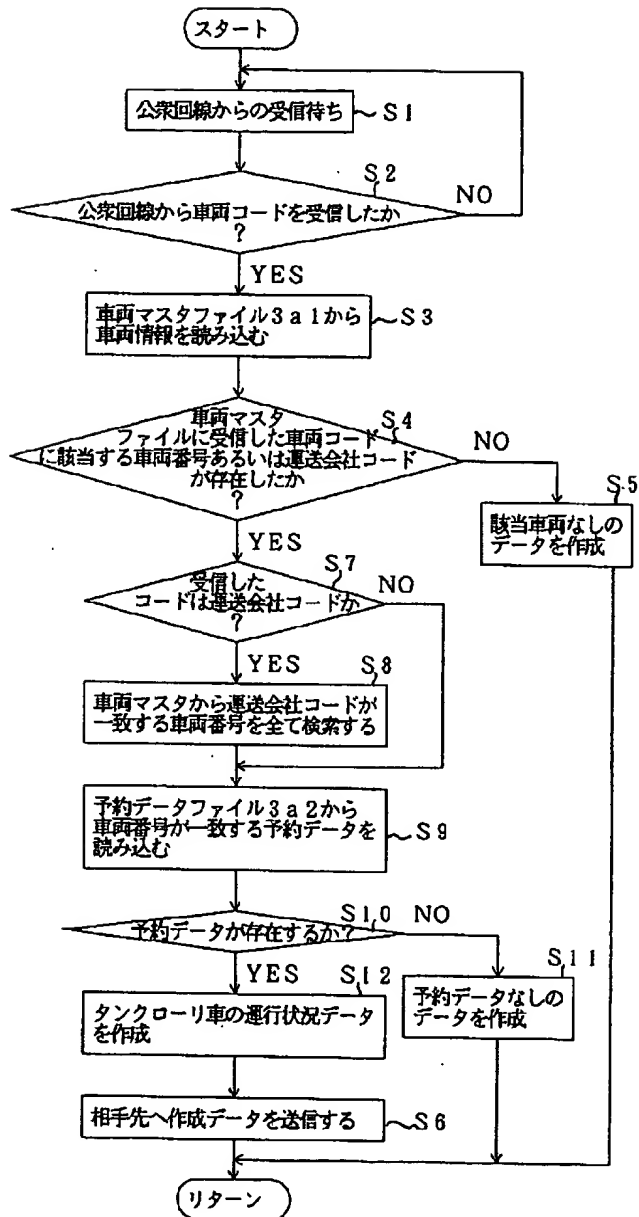 スタート
公衆回線からの受信待ち
S1
S2
公衆回線から車両コードを受信したか
?
NO
YES
車両マスタファイル3a1から
車両情報を読み込む
S3
車両マスタ
ファイルに受信した車両コード
に該当する車両番号あるいは運送会社コード
が存在したか
?
S4
NO
S5
該当車両なしの
データを作成
YES
S7
受信した
コードは運送会社コードか
?
NO
YES
S8
車両マスタから運送会社コードが
一致する車両番号を全て検索する
予約データファイル3a2から
車両番号が一致する予約データを
読み込む
S9
S10
予約データが存在するか?
NO
S11
予約データなしの
データを作成
YES
S12
タンクローリ車の運行状況データ
を作成
相手先へ作成データを送信する
S6
リターン